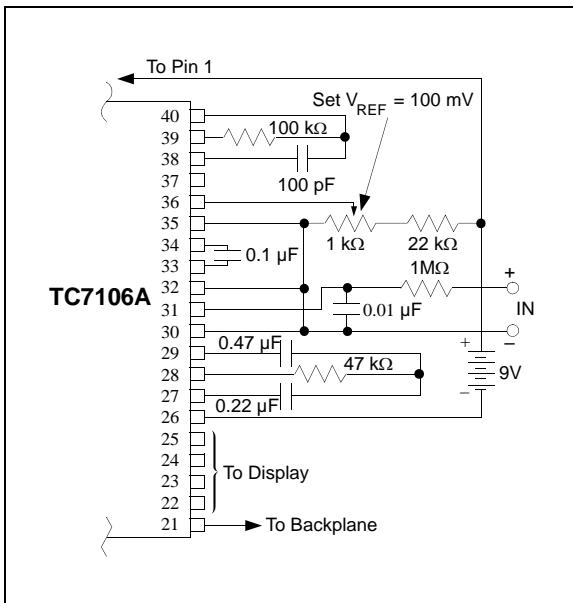 To Pin 1
Set VREF = 100 mV
40
39
100 kΩ
38
100 pF
37
36
35
1 kΩ
22 kΩ
34
0.1 µF
33
1MΩ
+
TC7106A
32
31
0.01 µF
IN
30
–
29
0.47 µF
+
28
47 kΩ
9V
27
–
0.22 µF
26
25
24
To Display
23
22
21
To Backplane